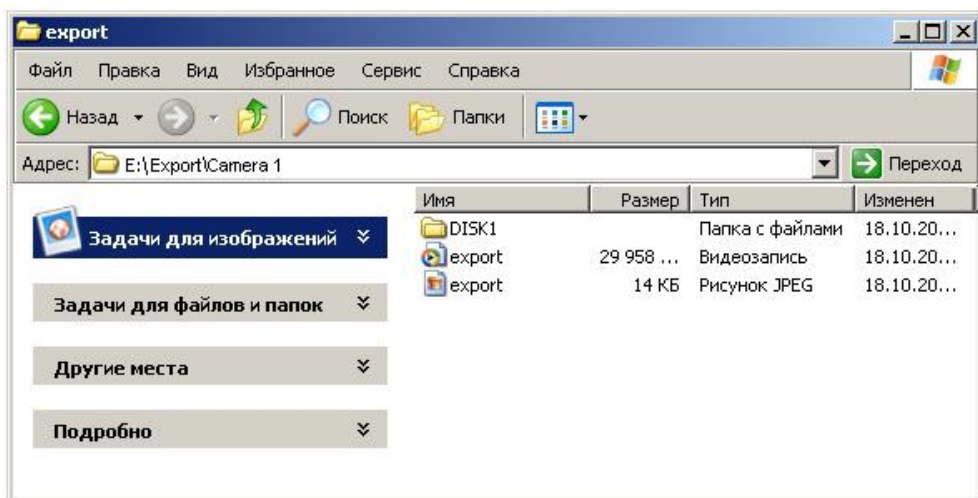 export
Файл Правка Вид Избранное Сервис Справка
Назад Поиск Папки
Адрес: E:\Export\Camera 1 Переход
Имя Размер Тип Изменен
Задачи для изображений
Задачи для файлов и папок
Другие места
Подробно
DISK1 Папка с файлами 18.10.20...
export 29 958 ... Видеозапись 18.10.20...
export 14 КБ Рисунок JPEG 18.10.20...